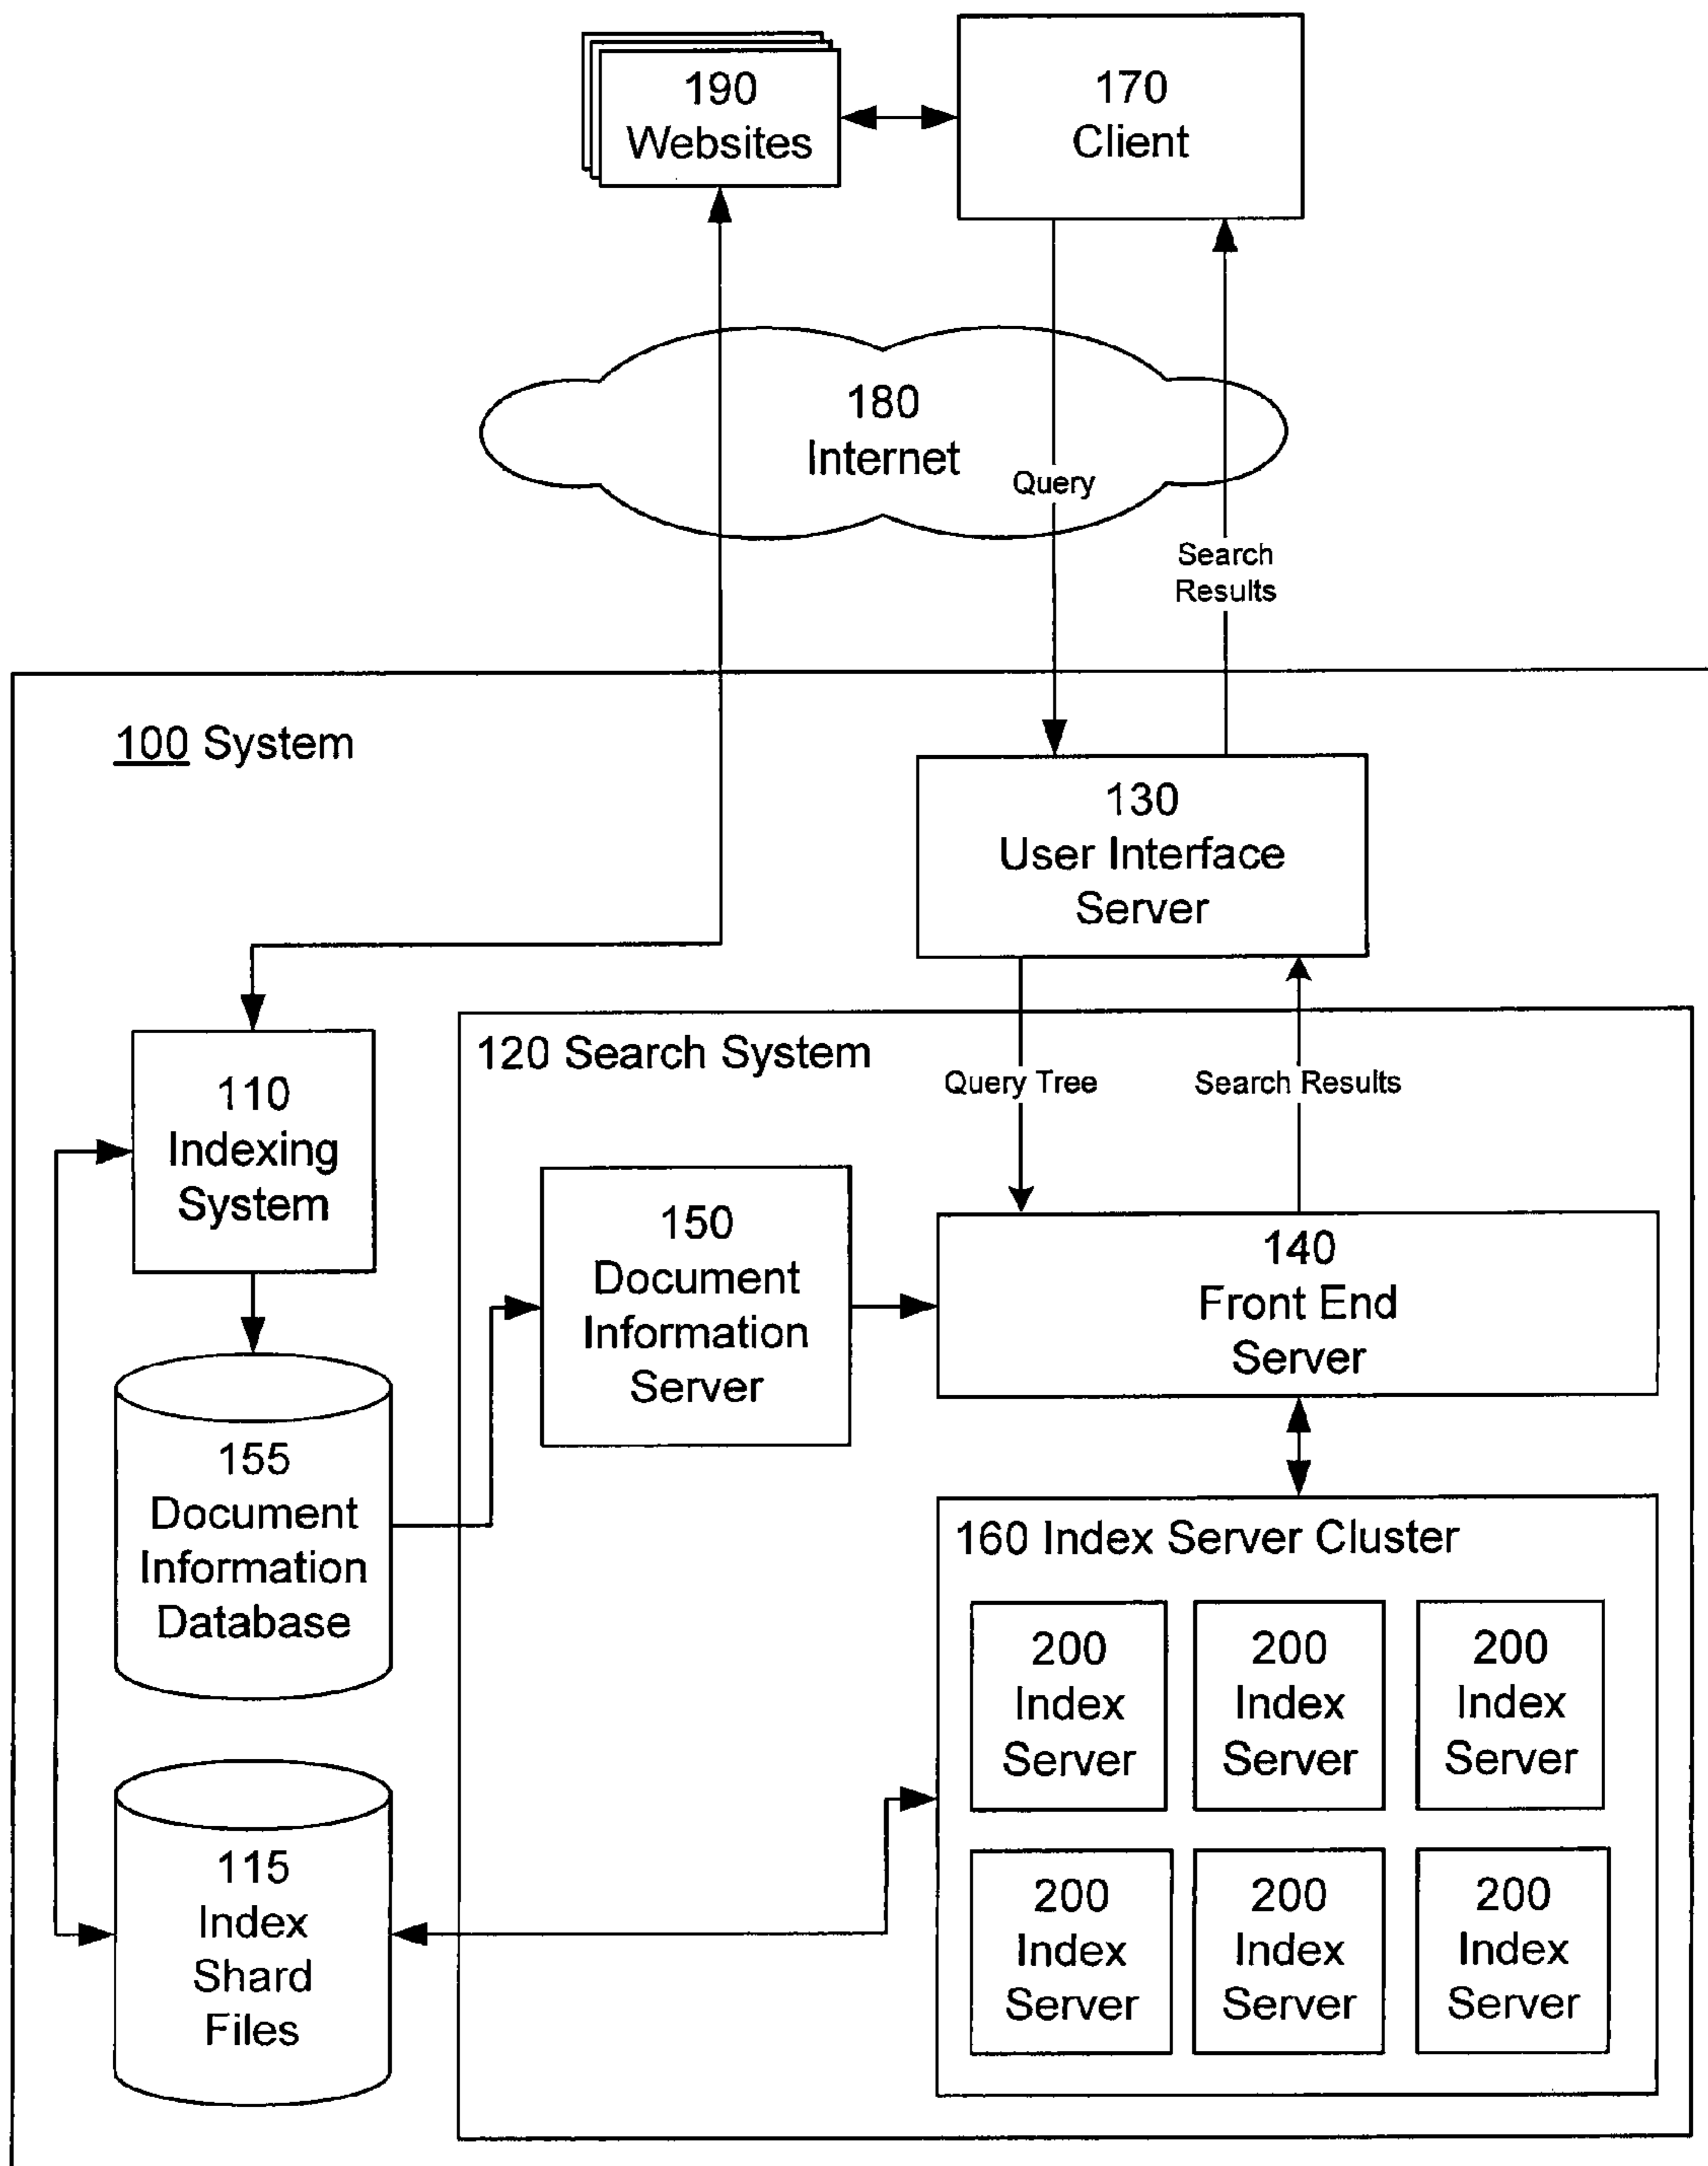 190
Websites
170
Client
180
Internet
Query
Search
Results
100 System
130
User Interface
Server
120 Search System
Query Tree
Search Results
110
Indexing
System
150
Document
Information
Server
140
Front End
Server
155
Document
Information
Database
160 Index Server Cluster
200
Index
Server
200
Index
Server
200
Index
Server
115
Index
Shard
Files
200
Index
Server
200
Index
Server
200
Index
Server